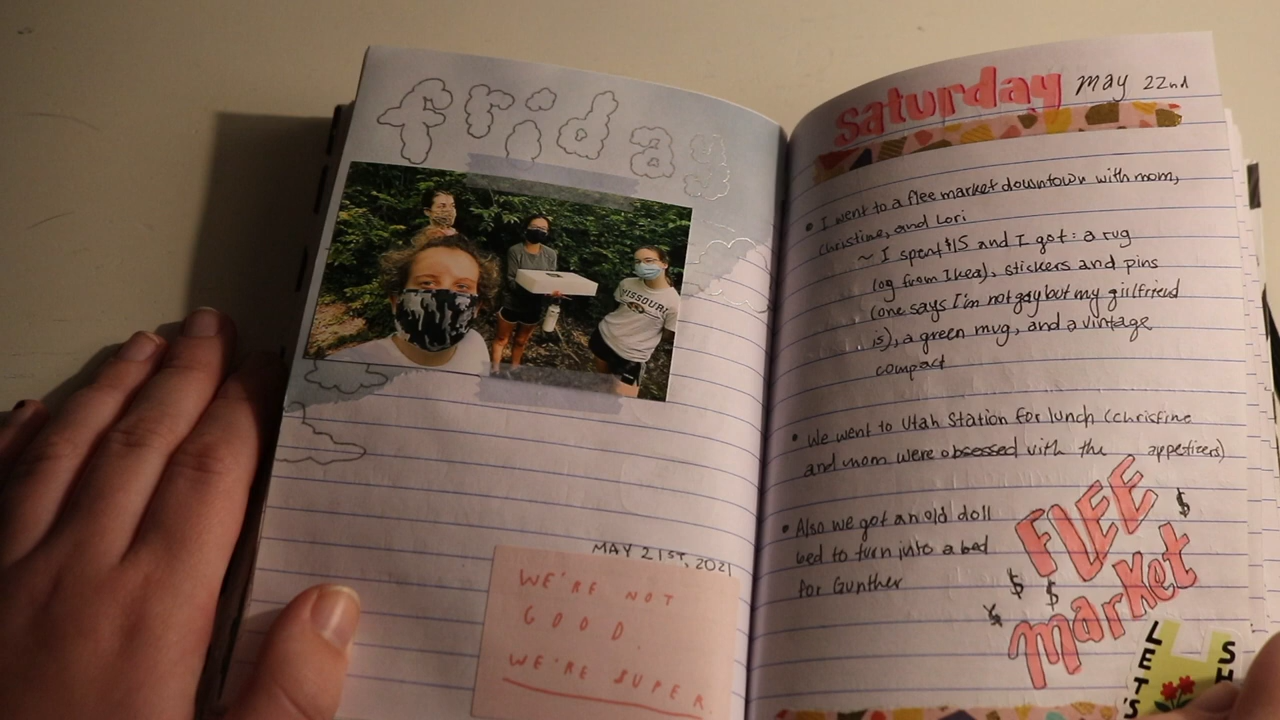 friday
MISSOURI
MAY 21ST, 2021
WE'RE NOT
GOOD.
WE'RE SUPER.
saturday may 22nd
• I went to a flee market downtown with mom,
christine, and Lori
~ I spent $15 and I got: a rug
(og from Ikea), stickers and pins
(one says I'm not gay but my girlfriend
is), a green mug, and a vintage
compact
• We went to Utah Station for lunch (christine
and mom were obsessed with the appetizers)
• Also we got an old doll
bed to turn into a bed
for Gunther
FLEE
market
$ $ $ $
LET'S
SH